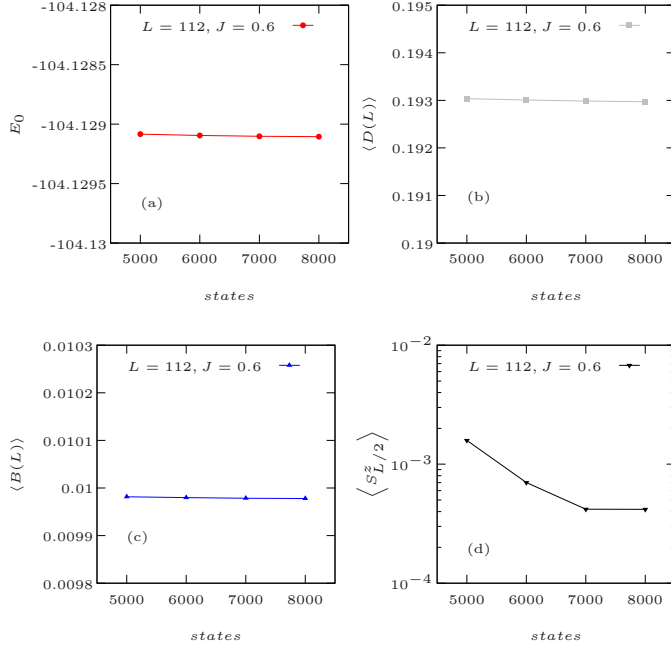 -104.128
-104.1285
-104.129
-104.1295
-104.13
E0
L = 112, J = 0.6
(a)
5000 6000 7000 8000
states
0.195
0.194
0.193
0.192
0.191
0.19
⟨D(L)⟩
L = 112, J = 0.6
(b)
5000 6000 7000 8000
states
0.0103
0.0102
0.0101
0.01
0.0099
0.0098
⟨B(L)⟩
L = 112, J = 0.6
(c)
5000 6000 7000 8000
states
10⁻²
10⁻³
10⁻⁴
⟨S^z_{L/2}⟩
L = 112, J = 0.6
(d)
5000 6000 7000 8000
states